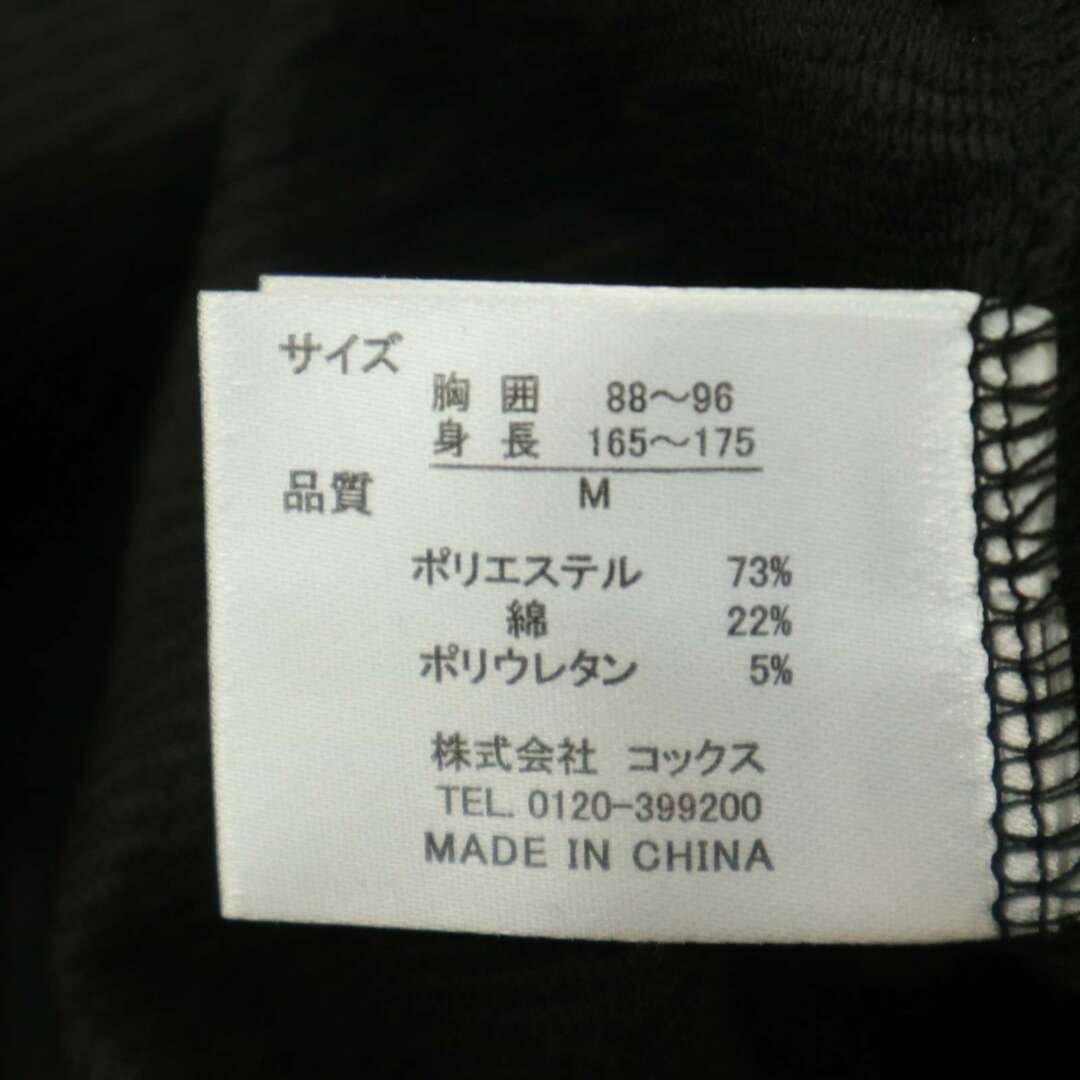 サイズ
胸囲 88～96
身長 165～175
品質
M
ポリエステル 73%
綿 22%
ポリウレタン 5%
株式会社 コックス
TEL. 0120-399200
MADE IN CHINA